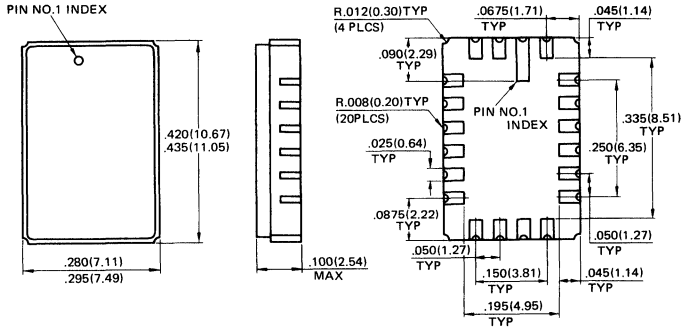 PIN NO.1 INDEX
.420(10.67)
.435(11.05)
.280(7.11)
.295(7.49)
.100(2.54)
MAX
R.012(0.30)TYP
(4 PLCS)
.090(2.29)
TYP
R.008(0.20)TYP
(20PLCS)
.025(0.64)
TYP
.0875(2.22)
TYP
.050(1.27)
TYP
.0675(1.71)
TYP
.045(1.14)
TYP
PIN NO.1
INDEX
.335(8.51)
TYP
.250(6.35)
TYP
.050(1.27)
TYP
.150(3.81)
TYP
.045(1.14)
TYP
.195(4.95)
TYP